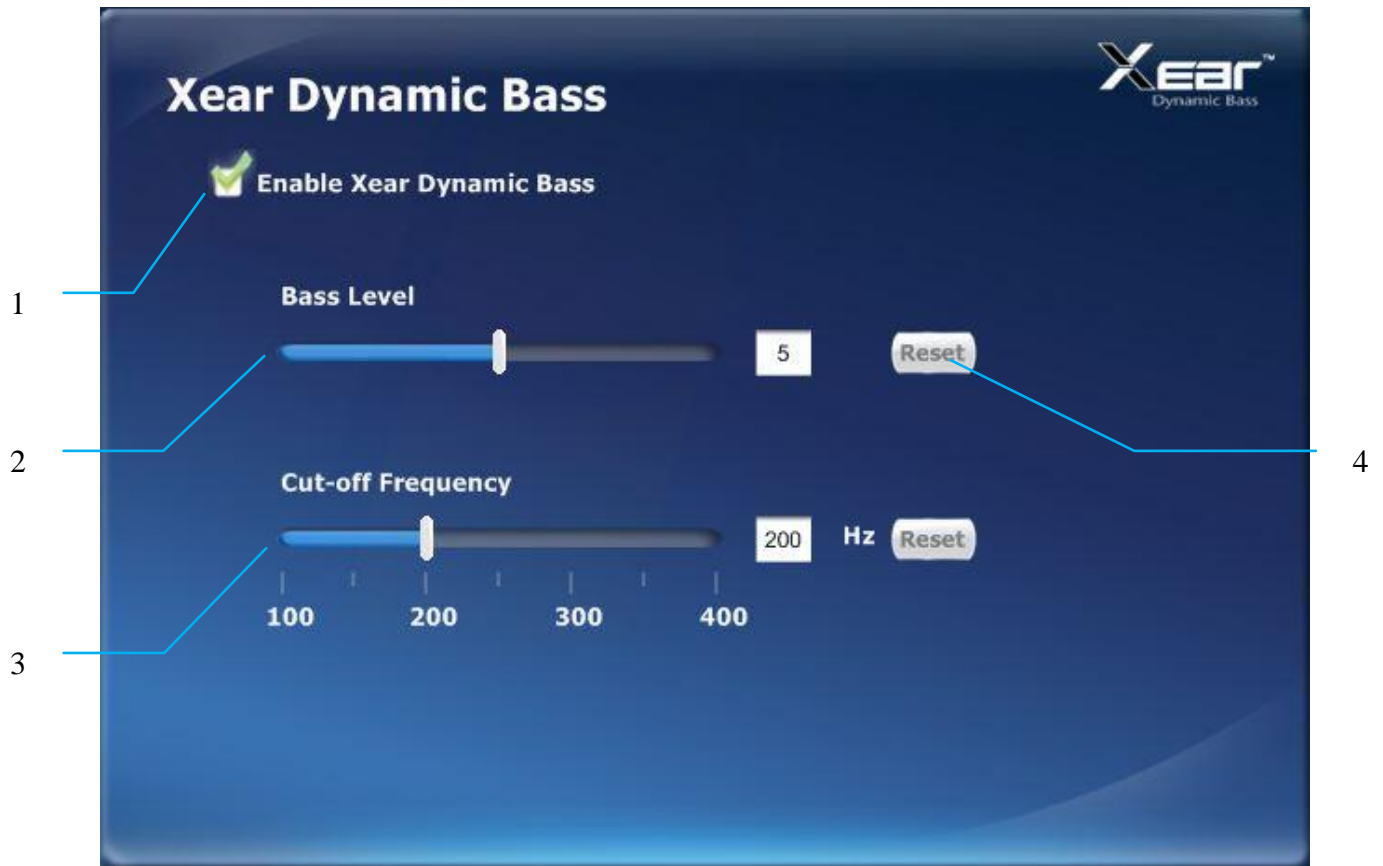 Xear™
Dynamic Bass
Xear Dynamic Bass
Enable Xear Dynamic Bass
1
Bass Level
5
Reset
2
4
Cut-off Frequency
200
Hz
Reset
100 200 300 400
3